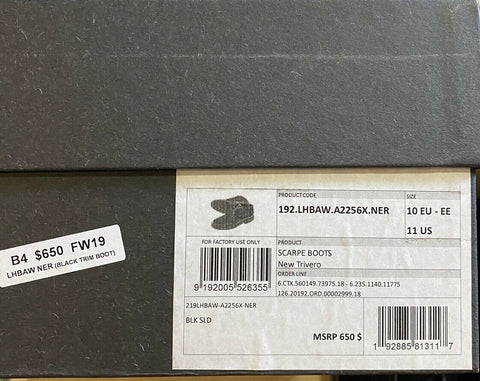 B4 $650 FW19
LHBAW NER (BLACK TRIM BOOT)
PRODUCT CODE
192.LHBAW.A2256X.NER
SIZE
10 EU - EE
11 US
FOR FACTORY USE ONLY
9 192005 526355
PRODUCT
SCARPE BOOTS
New Trivero
ORDER LINE
6.CTX.560149.73975.18 - 6.235.1140.11775
126.20192.ORD.00002999.18
219LHBAW-A2256X-NER
BLK SLD
MSRP 650 $
1 92885 81311 7